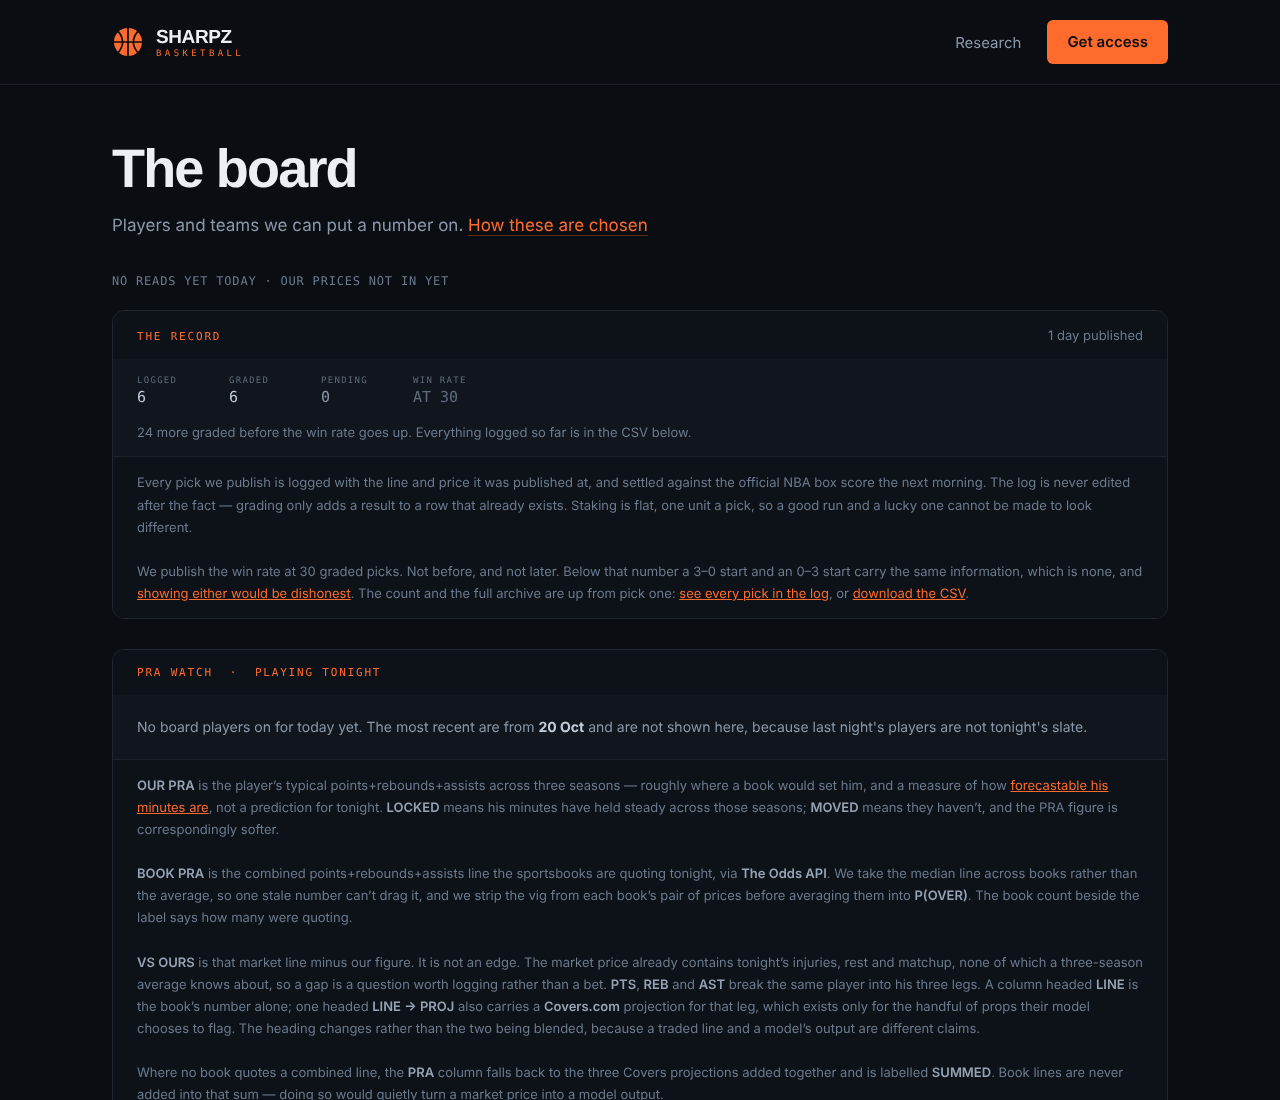 SHARPZ
BASKETBALL
Research
Get access
The board
Players and teams we can put a number on. How these are chosen
NO READS YET TODAY · OUR PRICES NOT IN YET
THE RECORD
1 day published
LOGGED
6
GRADED
6
PENDING
0
WIN RATE
AT 30
24 more graded before the win rate goes up. Everything logged so far is in the CSV below.
Every pick we publish is logged with the line and price it was published at, and settled against the official NBA box score the next morning. The log is never edited
after the fact — grading only adds a result to a row that already exists. Staking is flat, one unit a pick, so a good run and a lucky one cannot be made to look
different.
We publish the win rate at 30 graded picks. Not before, and not later. Below that number a 3–0 start and an 0–3 start carry the same information, which is none, and
showing either would be dishonest. The count and the full archive are up from pick one: see every pick in the log, or download the CSV.
PRA WATCH · PLAYING TONIGHT
No board players on for today yet. The most recent are from 20 Oct and are not shown here, because last night's players are not tonight's slate.
OUR PRA is the player’s typical points+rebounds+assists across three seasons — roughly where a book would set him, and a measure of how forecastable his
minutes are, not a prediction for tonight. LOCKED means his minutes have held steady across those seasons; MOVED means they haven’t, and the PRA figure is
correspondingly softer.
BOOK PRA is the combined points+rebounds+assists line the sportsbooks are quoting tonight, via The Odds API. We take the median line across books rather than
the average, so one stale number can’t drag it, and we strip the vig from each book’s pair of prices before averaging them into P(OVER). The book count beside the
label says how many were quoting.
VS OURS is that market line minus our figure. It is not an edge. The market price already contains tonight’s injuries, rest and matchup, none of which a three-season
average knows about, so a gap is a question worth logging rather than a bet. PTS, REB and AST break the same player into his three legs. A column headed LINE is
the book’s number alone; one headed LINE → PROJ also carries a Covers.com projection for that leg, which exists only for the handful of props their model
chooses to flag. The heading changes rather than the two being blended, because a traded line and a model’s output are different claims.
Where no book quotes a combined line, the PRA column falls back to the three Covers projections added together and is labelled SUMMED. Book lines are never
added into that sum — doing so would quietly turn a market price into a model output.